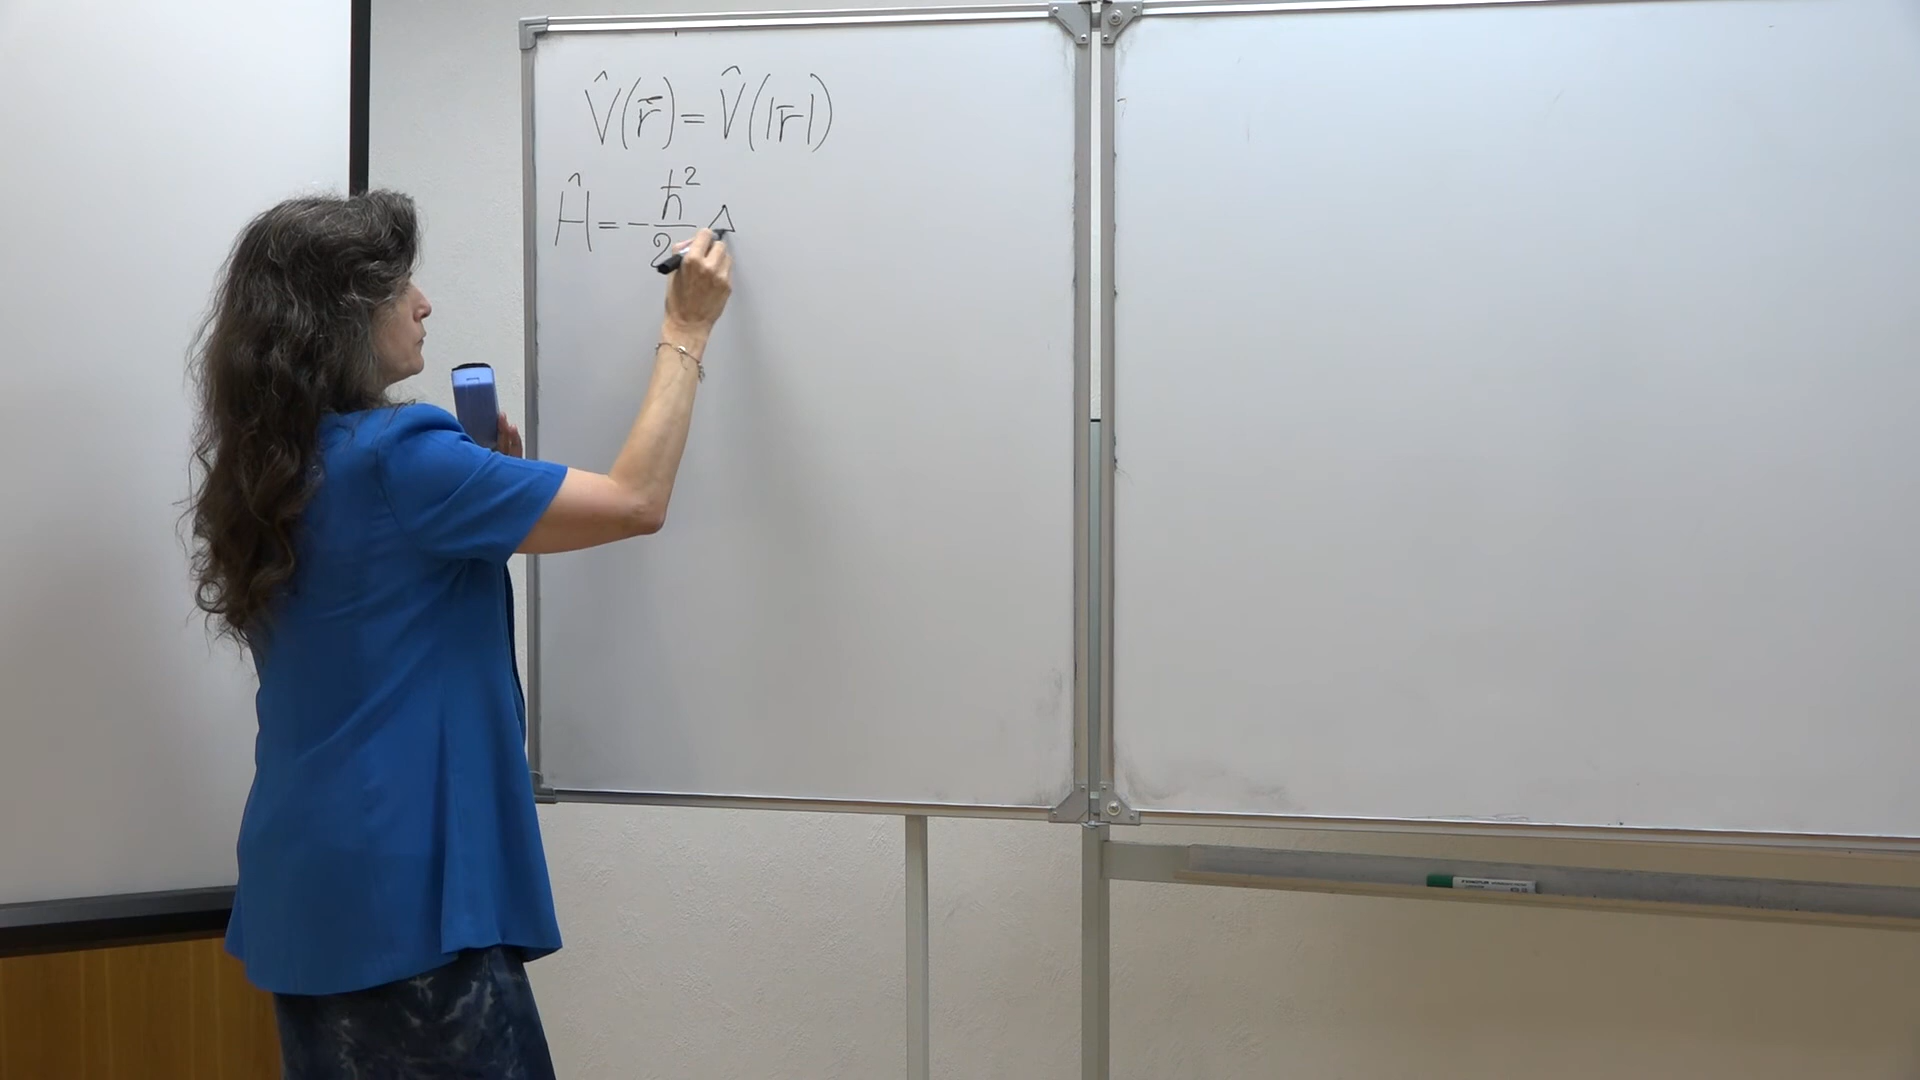 V̂(r̄) = V̂(|r̄|)
Ĥ = -ħ²/2 Δ